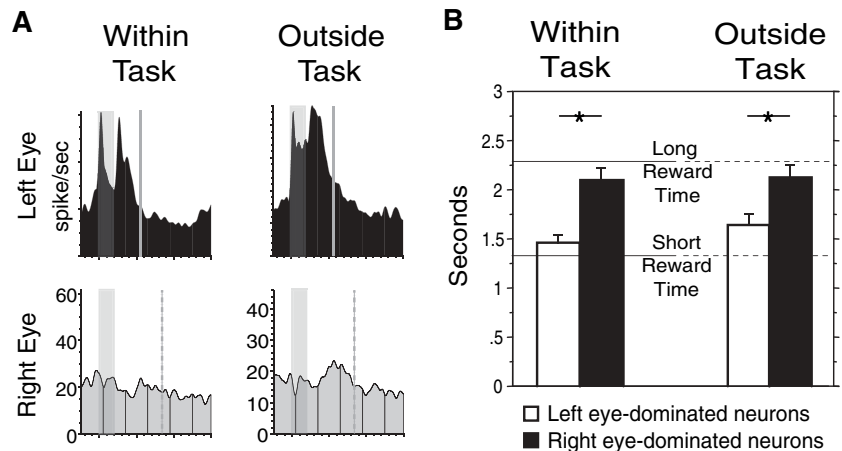 A
Within
Task
Outside
Task
Left Eye
spike/sec
Right Eye
60
40
20
0
40
30
20
10
0
B
Within
Task
Outside
Task
Seconds
3
2.5
2
1.5
1
.5
0
*
*
Long
Reward
Time
Short
Reward
Time
Left eye-dominated neurons
Right eye-dominated neurons